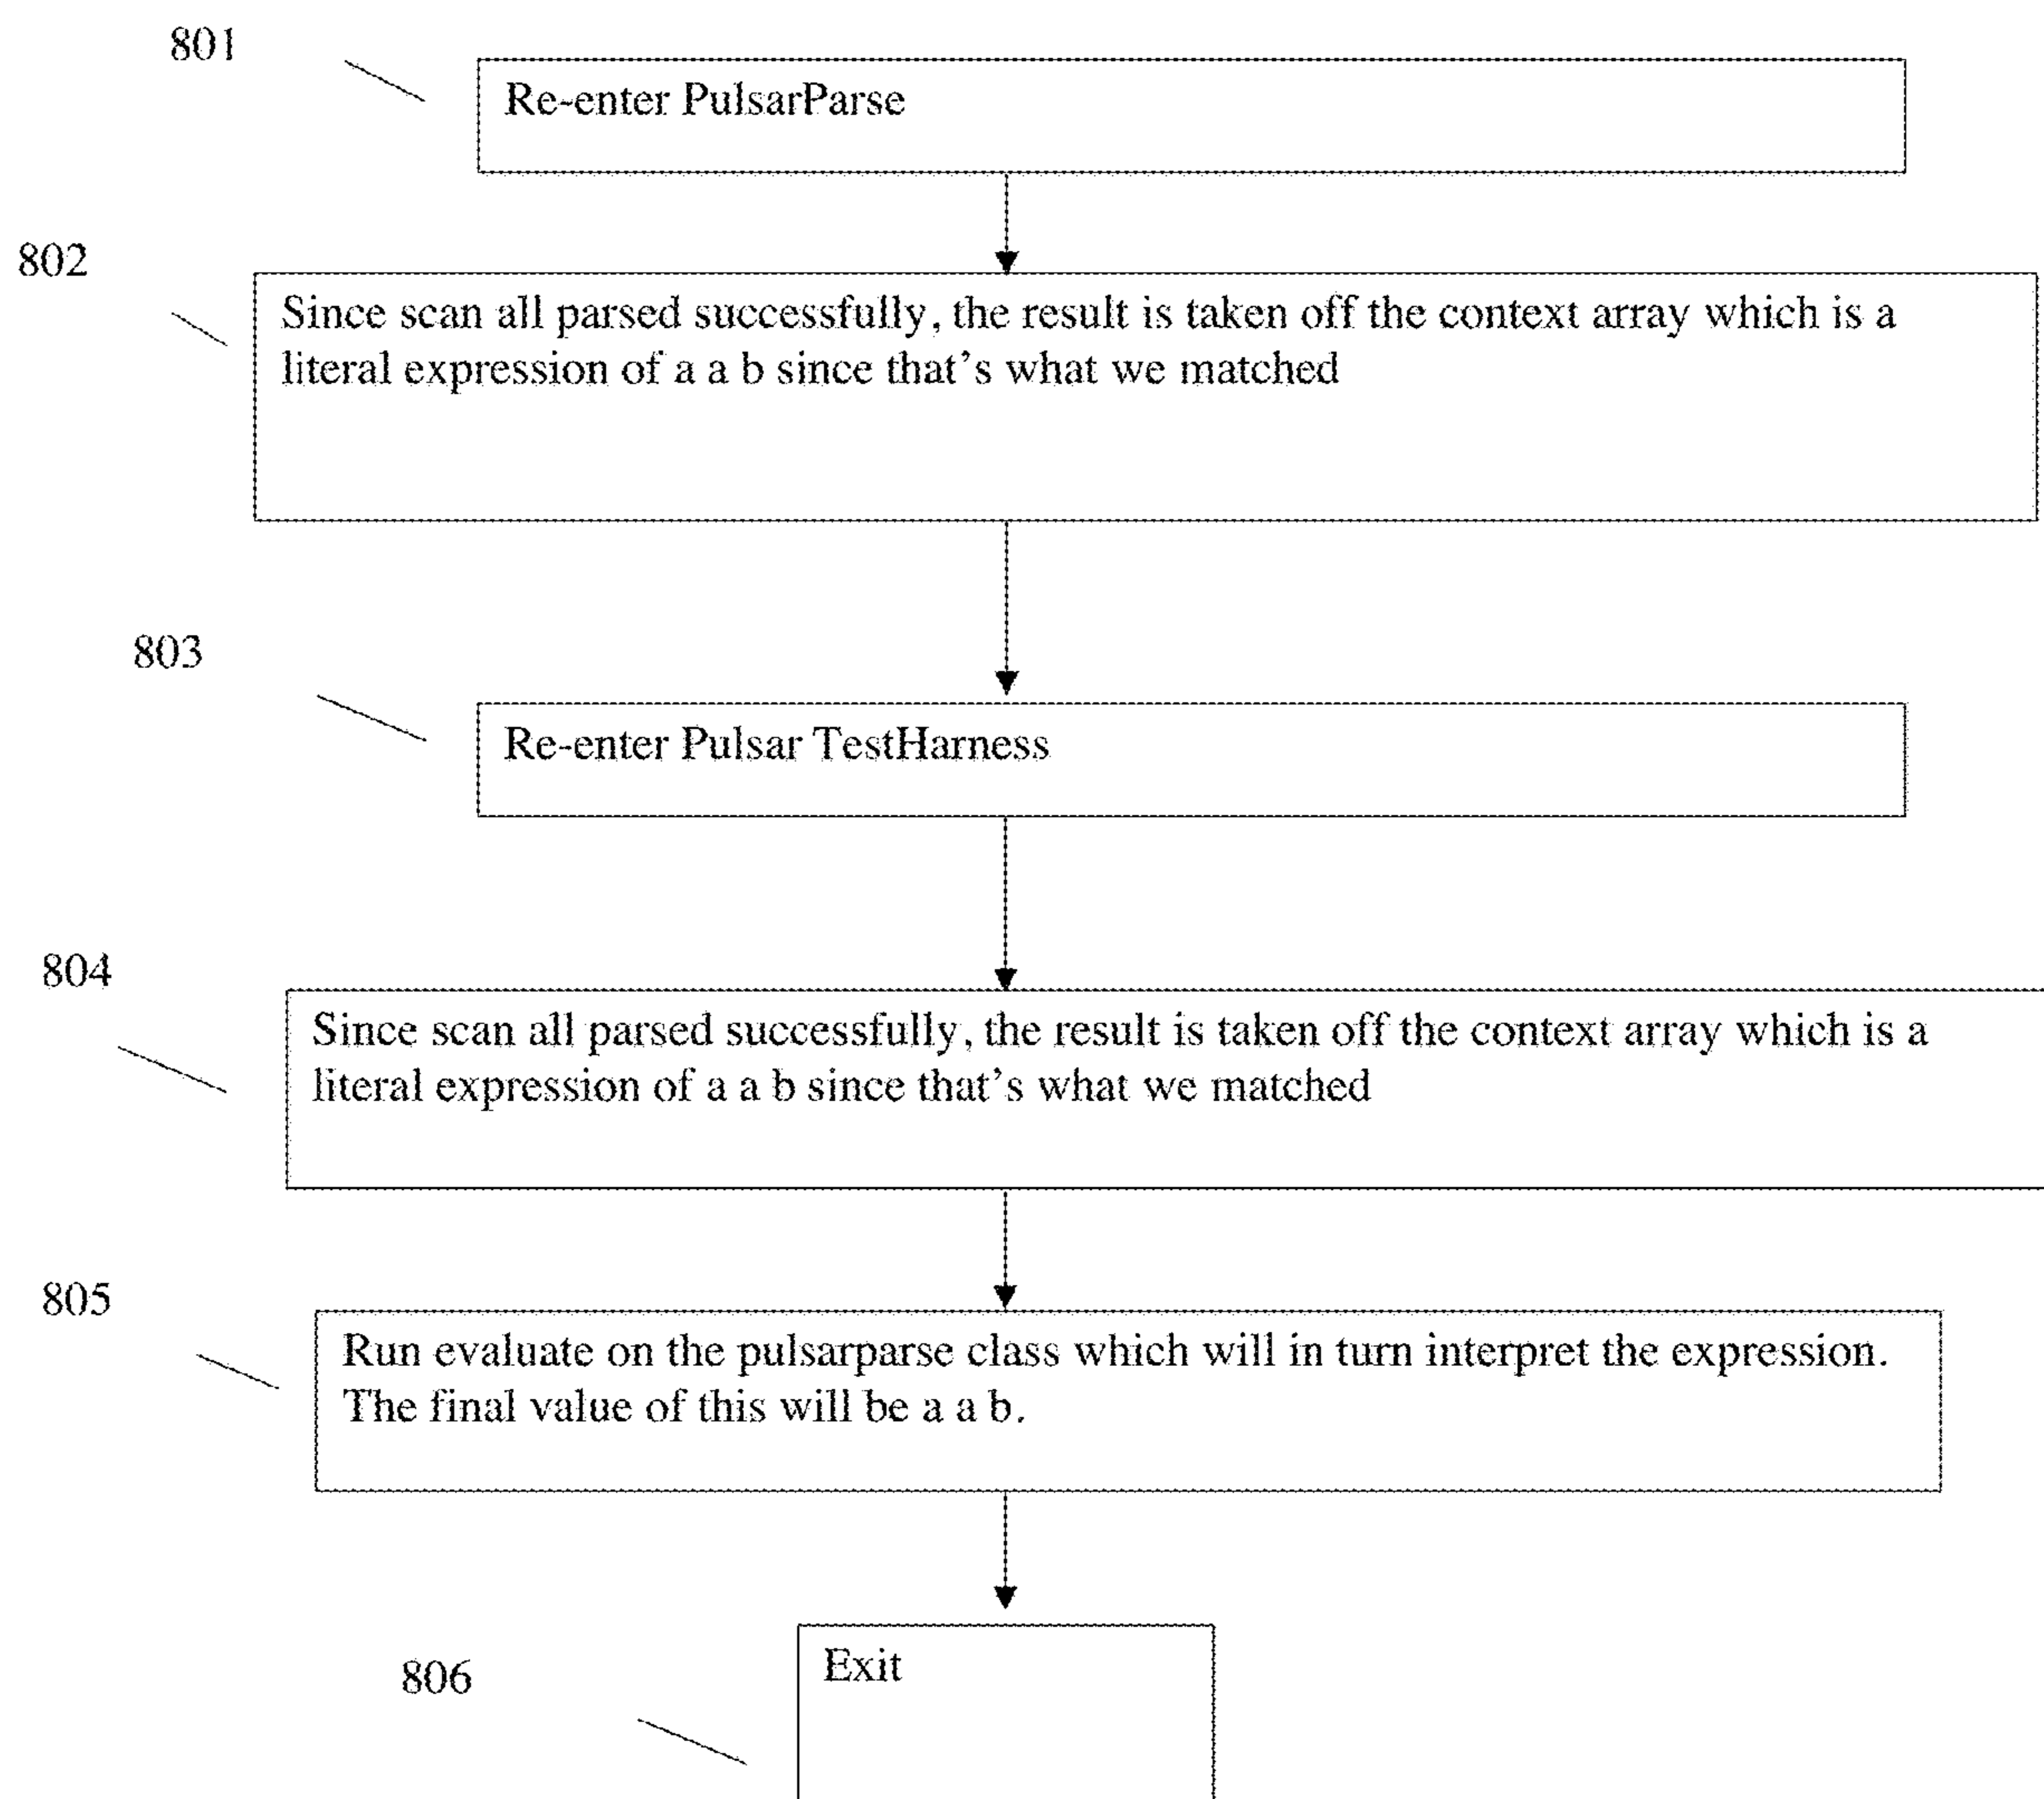 801
Re-enter PulsarParse
802
Since scan all parsed successfully, the result is taken off the context array which is a
literal expression of a a b since that's what we matched
803
Re-enter Pulsar TestHarness
804
Since scan all parsed successfully, the result is taken off the context array which is a
literal expression of a a b since that's what we matched
805
Run evaluate on the pulsarparse class which will in turn interpret the expression.
The final value of this will be a a b.
806
Exit